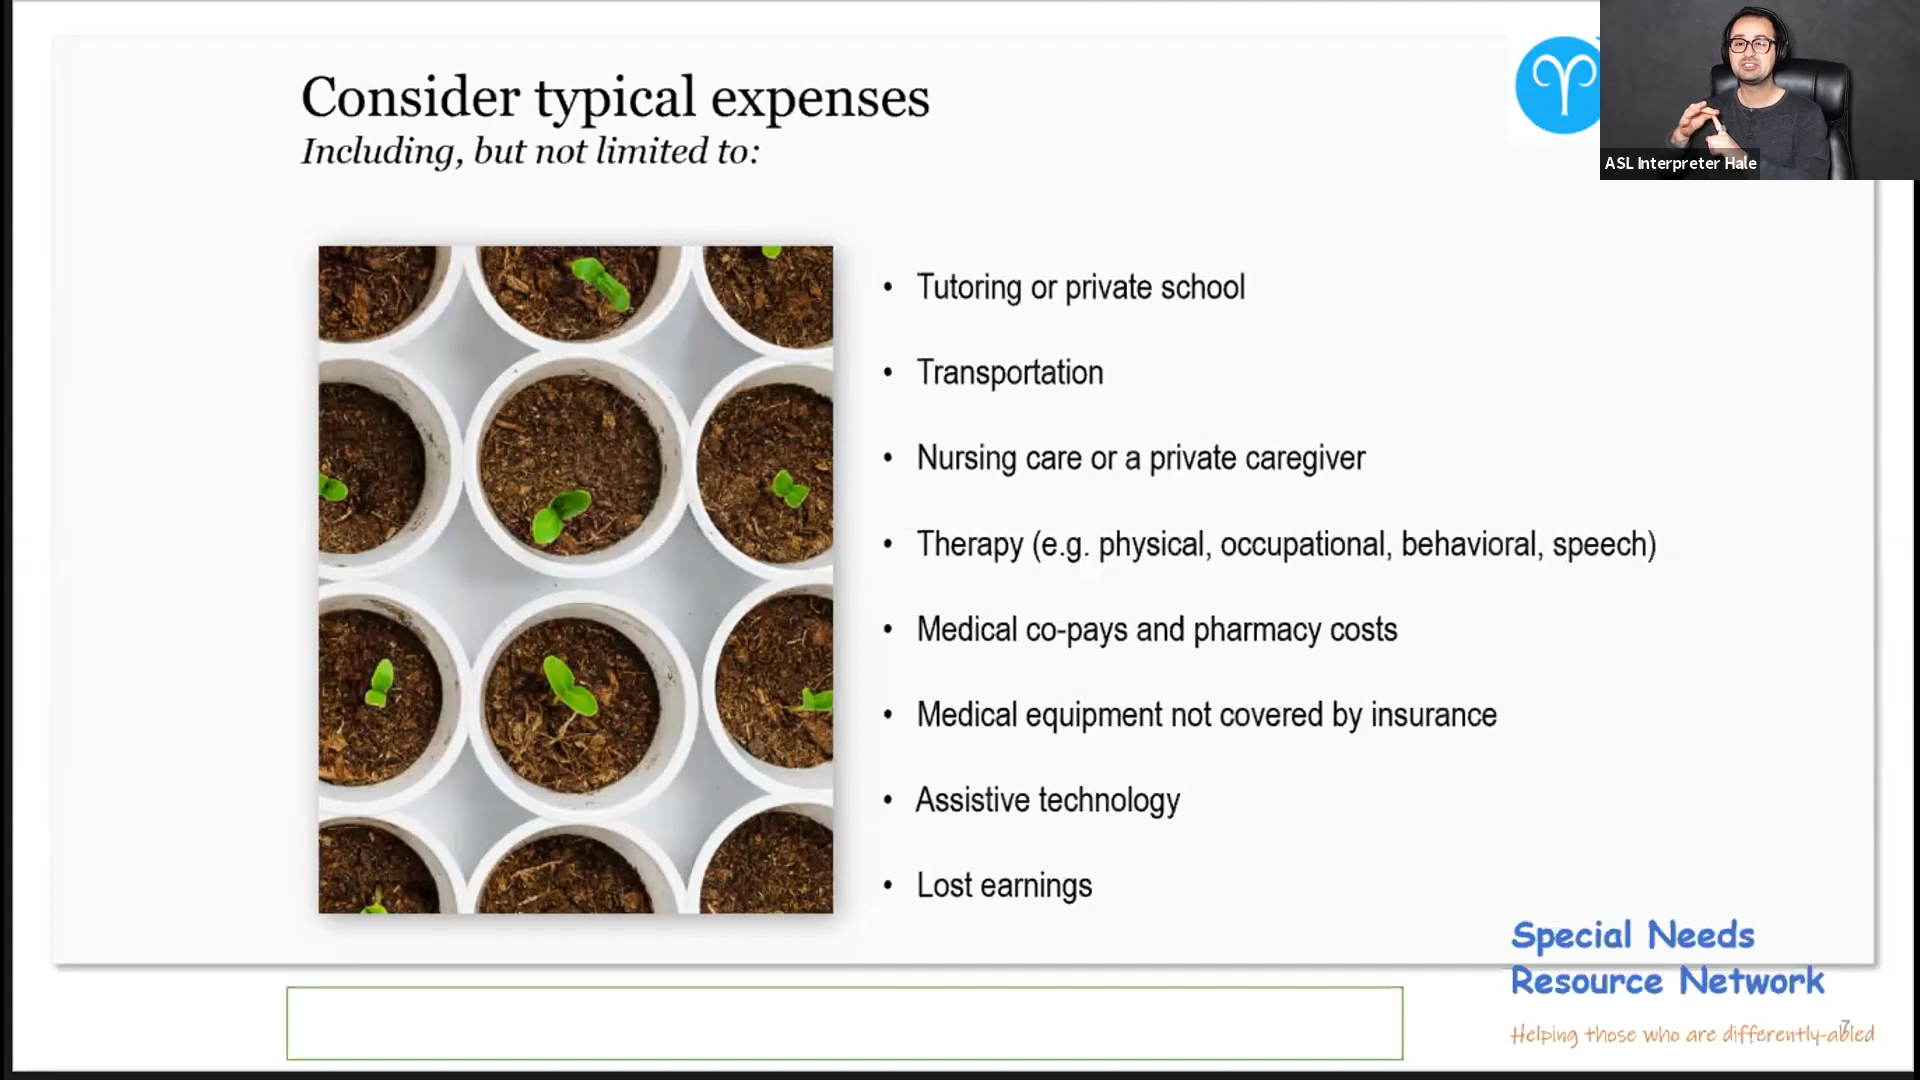 Consider typical expenses
Including, but not limited to:
ASL Interpreter Hale
• Tutoring or private school
• Transportation
• Nursing care or a private caregiver
• Therapy (e.g. physical, occupational, behavioral, speech)
• Medical co-pays and pharmacy costs
• Medical equipment not covered by insurance
• Assistive technology
• Lost earnings
Special Needs
Resource Network
Helping those who are differently-abled
7